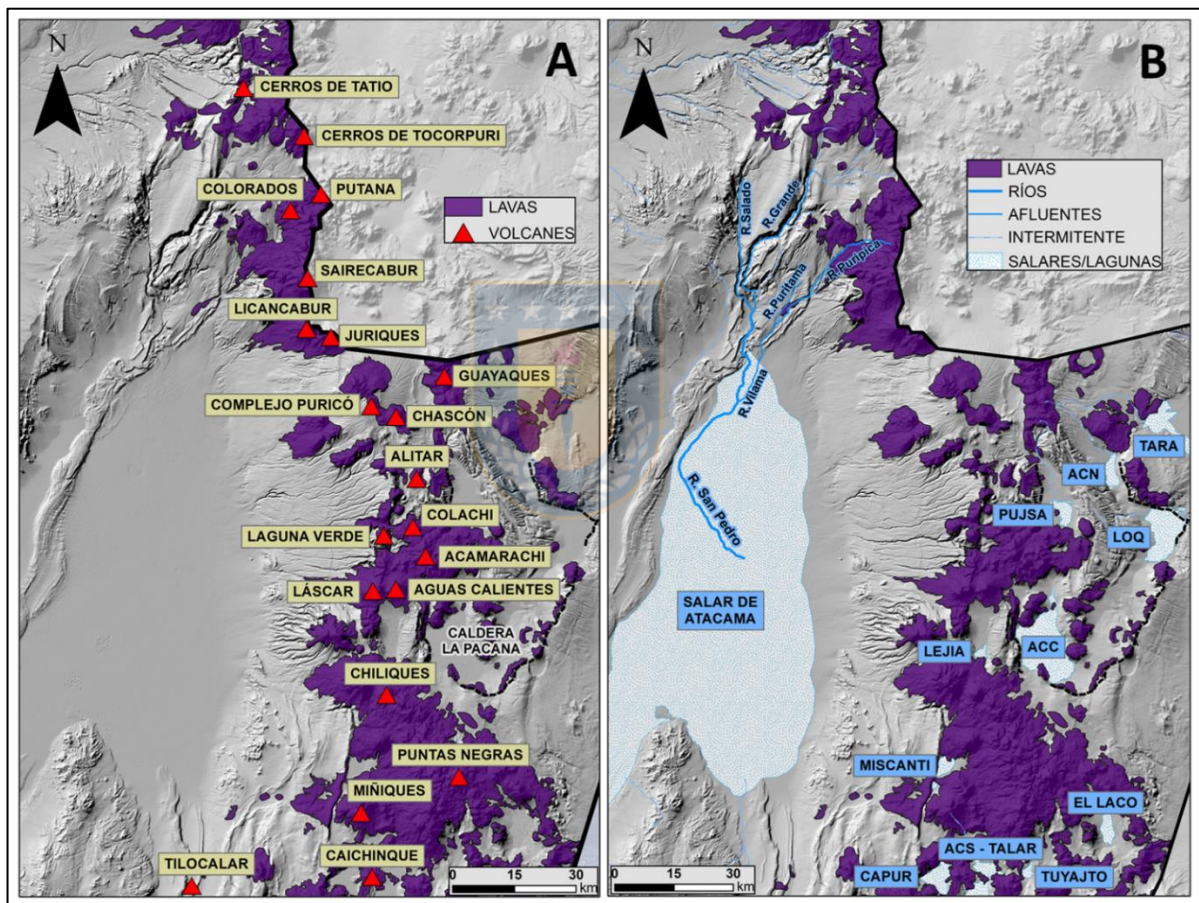 N
A
CERROS DE TATIO
CERROS DE TOCORPURI
COLORADOS
PUTANA
LAVAS
VOLCANES
SAIRECABUR
LICANCABUR
JURIQUES
GUAYAQUES
COMPLEJO PURICÓ
CHASCÓN
ALITAR
COLACHI
LAGUNA VERDE
ACAMARACHI
LÁSCAR
AGUAS CALIENTES
CALDERA
LA PACANA
CHILIQUES
PUNTAS NEGRAS
MIÑIQUES
TILOCALAR
CAICHINQUE
0 15 30
km
N
B
LAVAS
RÍOS
AFLUENTES
INTERMITENTE
SALARES/LAGUNAS
R.Salado
R.Grande
R.Puritama
R.Puripica
R.Vilama
R. San Pedro
TARA
ACN
PUJSA
LOQ
SALAR DE
ATACAMA
LEJIA
ACC
MISCANTI
EL LACO
ACS - TALAR
CAPUR
TUYAJTO
0 15 30
km